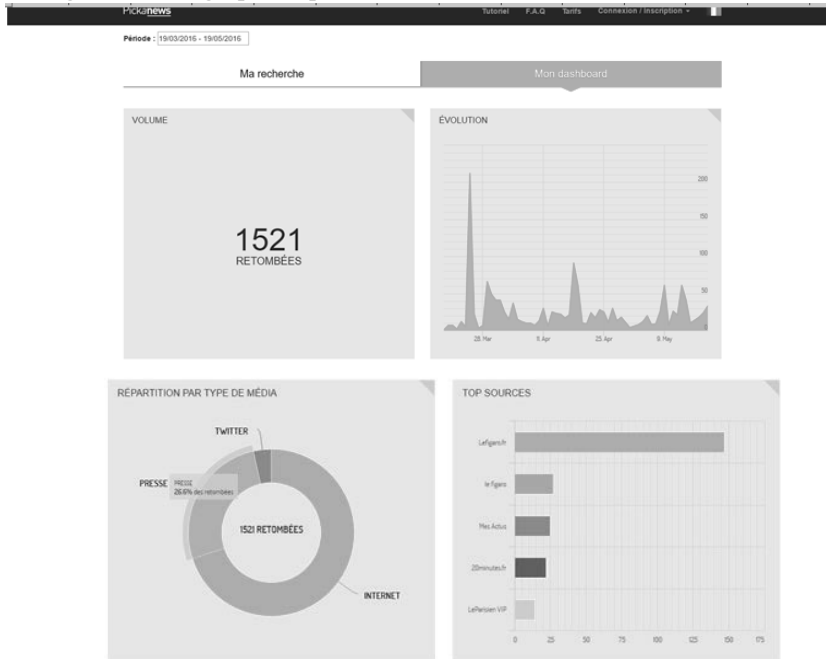 Pickanews
Tutoriel F.A.Q Tarifs Connexion / Inscription
Période : 19/03/2016 - 19/05/2016
Ma recherche
Mon dashboard
VOLUME
1521
RETOMBÉES
ÉVOLUTION
200
150
100
50
0
28. Mar 11. Apr 25. Apr 9. May
RÉPARTITION PAR TYPE DE MÉDIA
TWITTER
PRESSE
PRESSE
26.6% des retombées
1521 RETOMBÉES
INTERNET
TOP SOURCES
Lefigaro.fr
le figaro
Mes Actus
20minutes.fr
LeParisien VIP
0 25 50 75 100 125 150 175